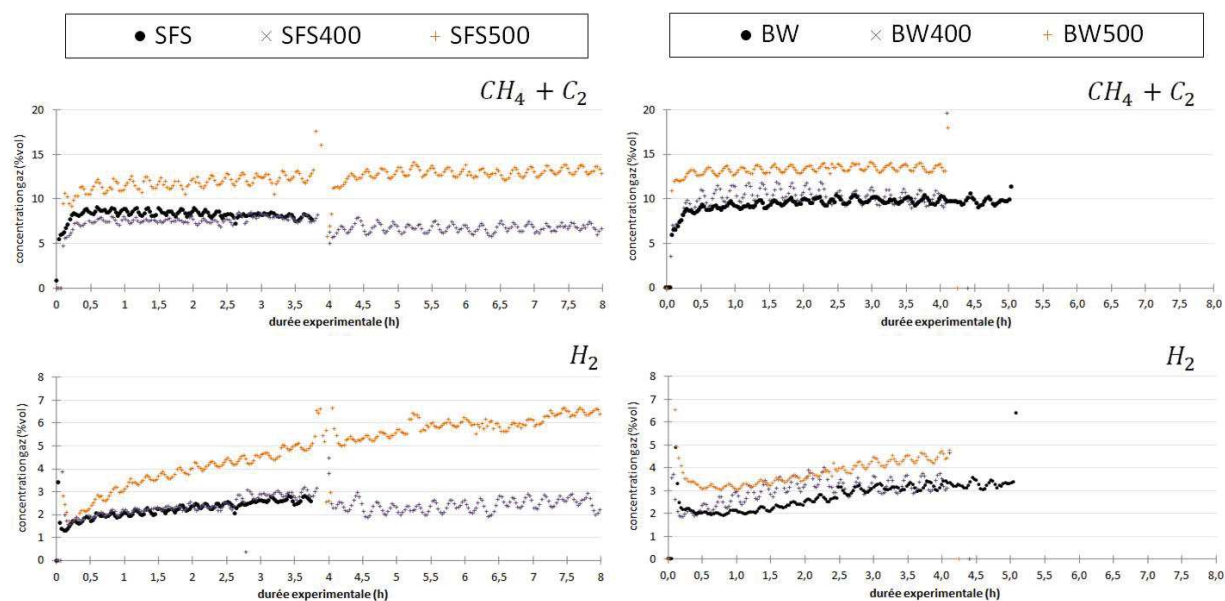 SFS SFS400 SFS500
BW BW400 BW500
CH₄ + C₂
concentration gaz (%vol)
20
15
10
5
0
0 0,5 1 1,5 2 2,5 3 3,5 4 4,5 5 5,5 6 6,5 7 7,5 8
durée experimentale (h)
CH₄ + C₂
concentration gaz (%vol)
20
15
10
5
0
0,0 0,5 1,0 1,5 2,0 2,5 3,0 3,5 4,0 4,5 5,0 5,5 6,0 6,5 7,0 7,5 8,0
durée experimentale (h)
H₂
concentration gaz (%vol)
8
7
6
5
4
3
2
1
0
0 0,5 1 1,5 2 2,5 3 3,5 4 4,5 5 5,5 6 6,5 7 7,5 8
durée experimentale (h)
H₂
concentration gaz (%vol)
8
7
6
5
4
3
2
1
0
0,0 0,5 1,0 1,5 2,0 2,5 3,0 3,5 4,0 4,5 5,0 5,5 6,0 6,5 7,0 7,5 8,0
durée experimentale (h)